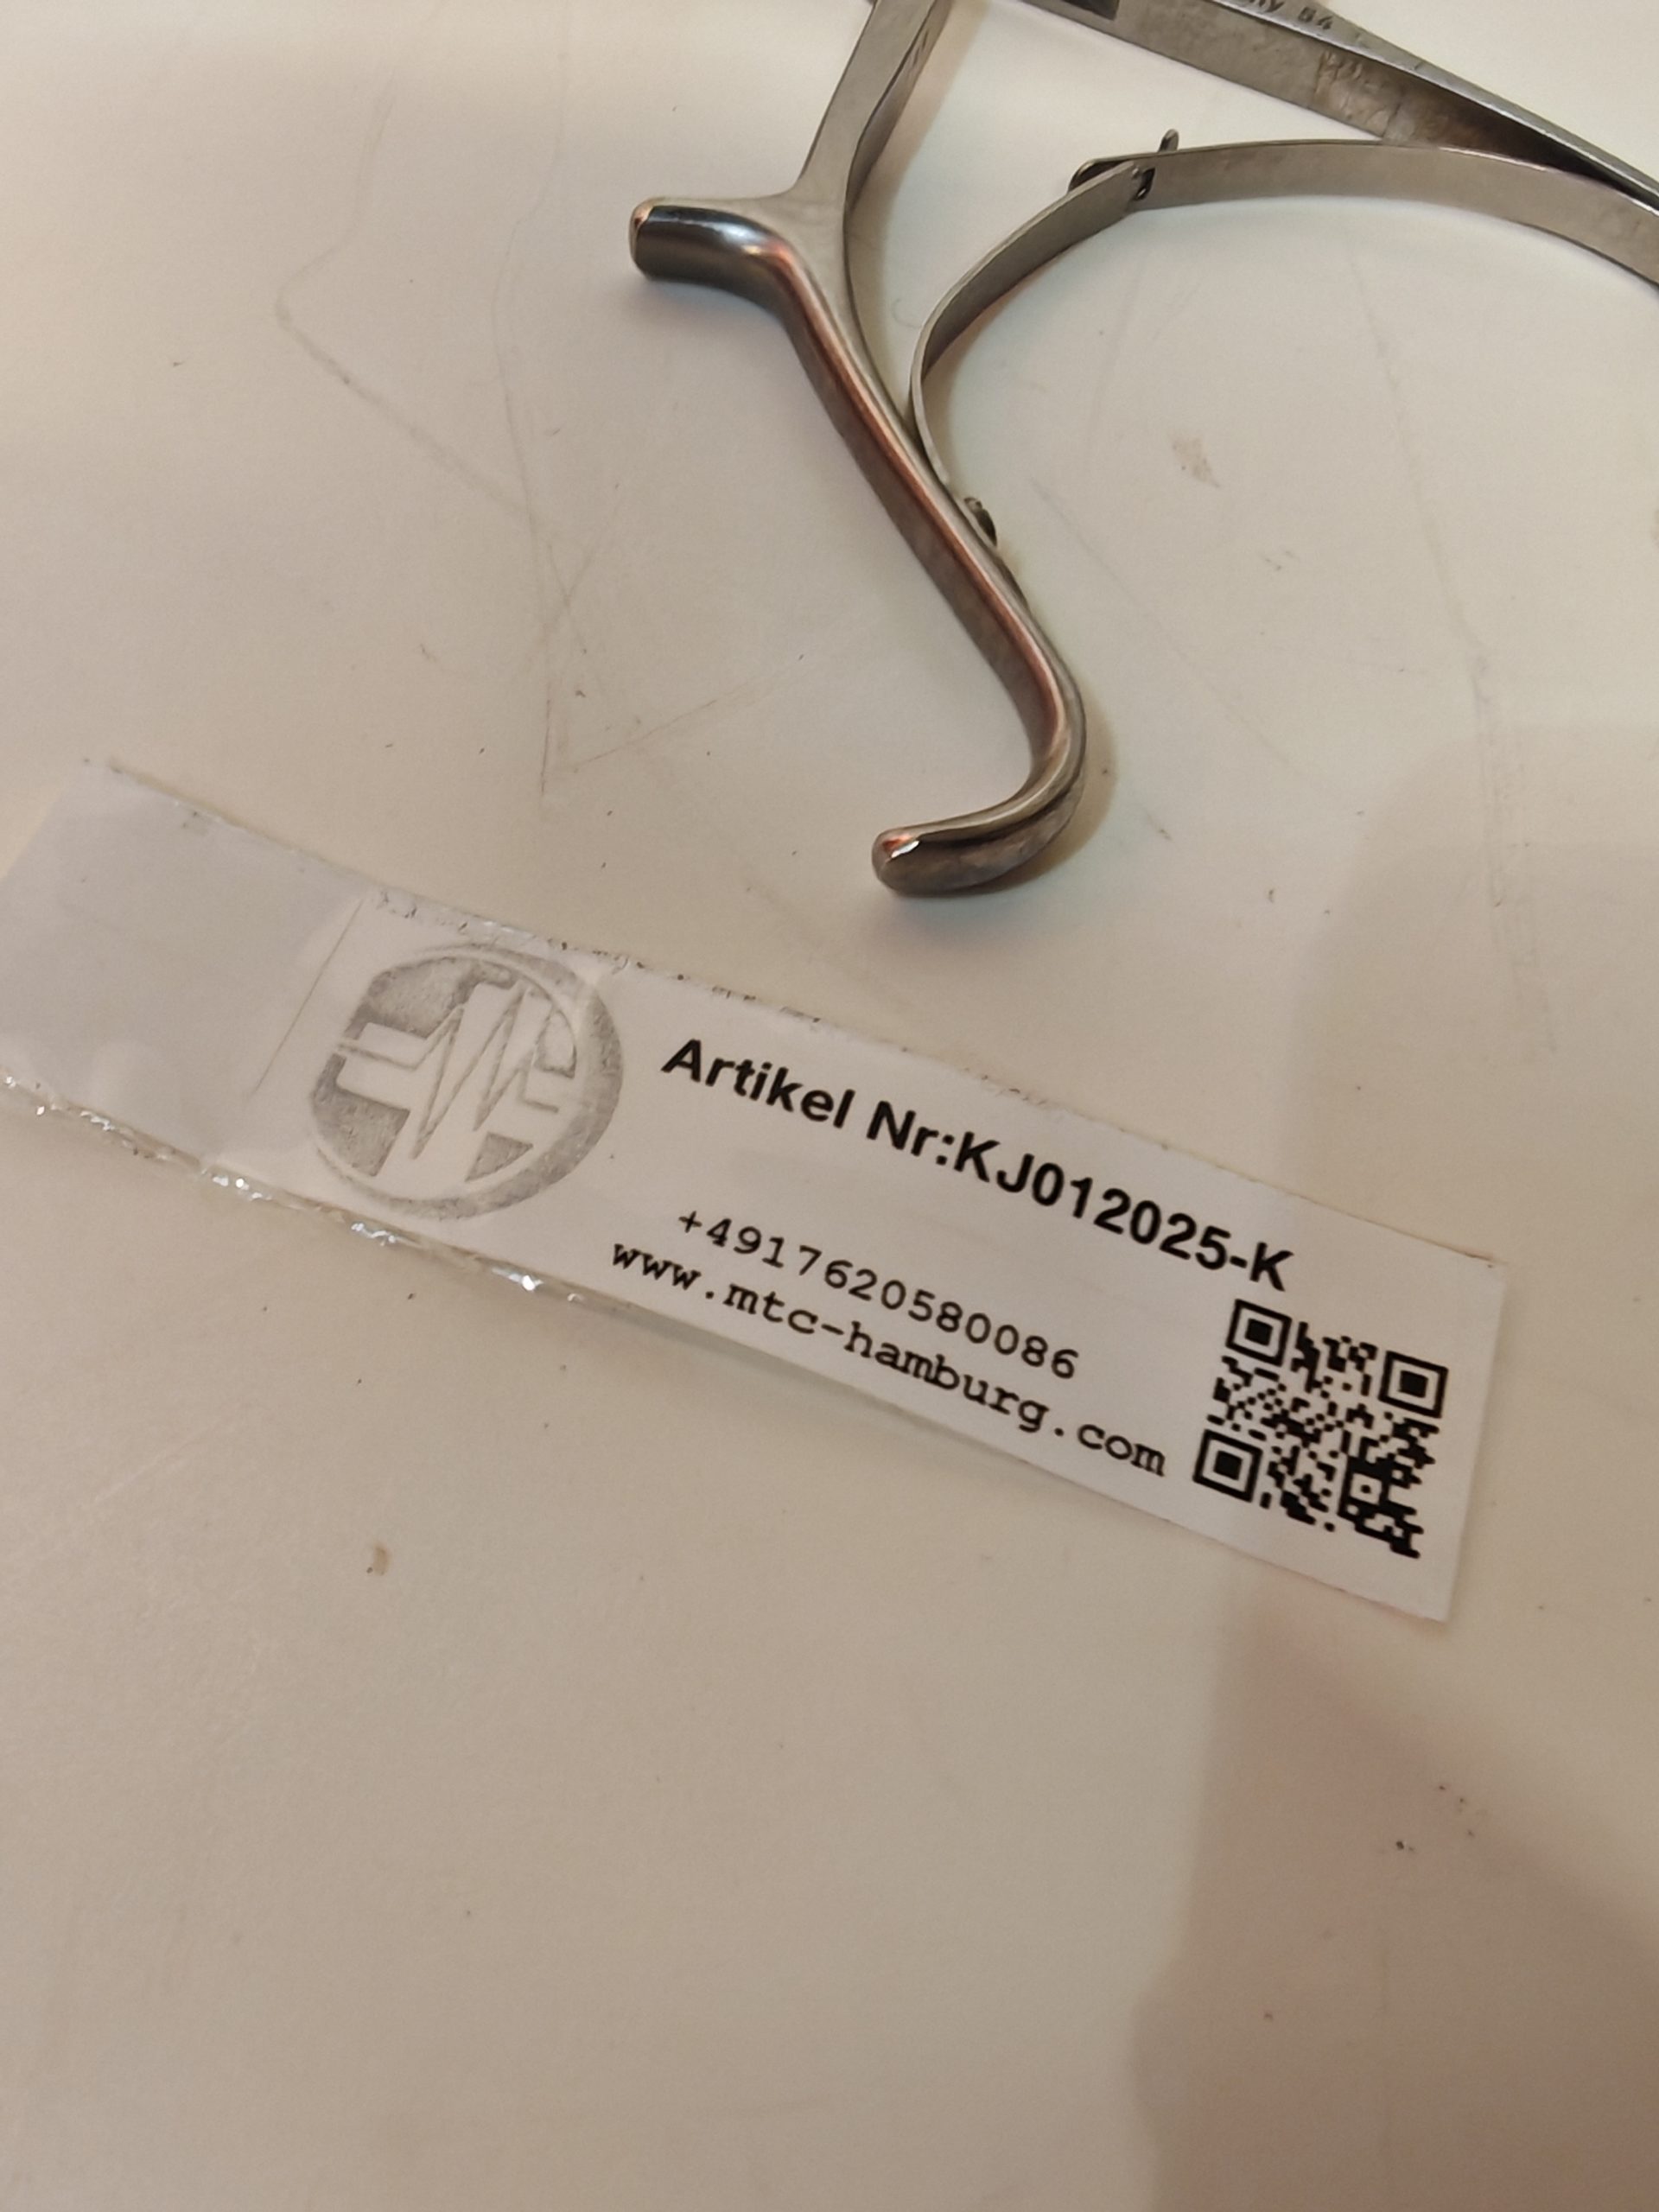 Artikel Nr:KJ012025-K
+4917620580086
www.mtc-hamburg.com